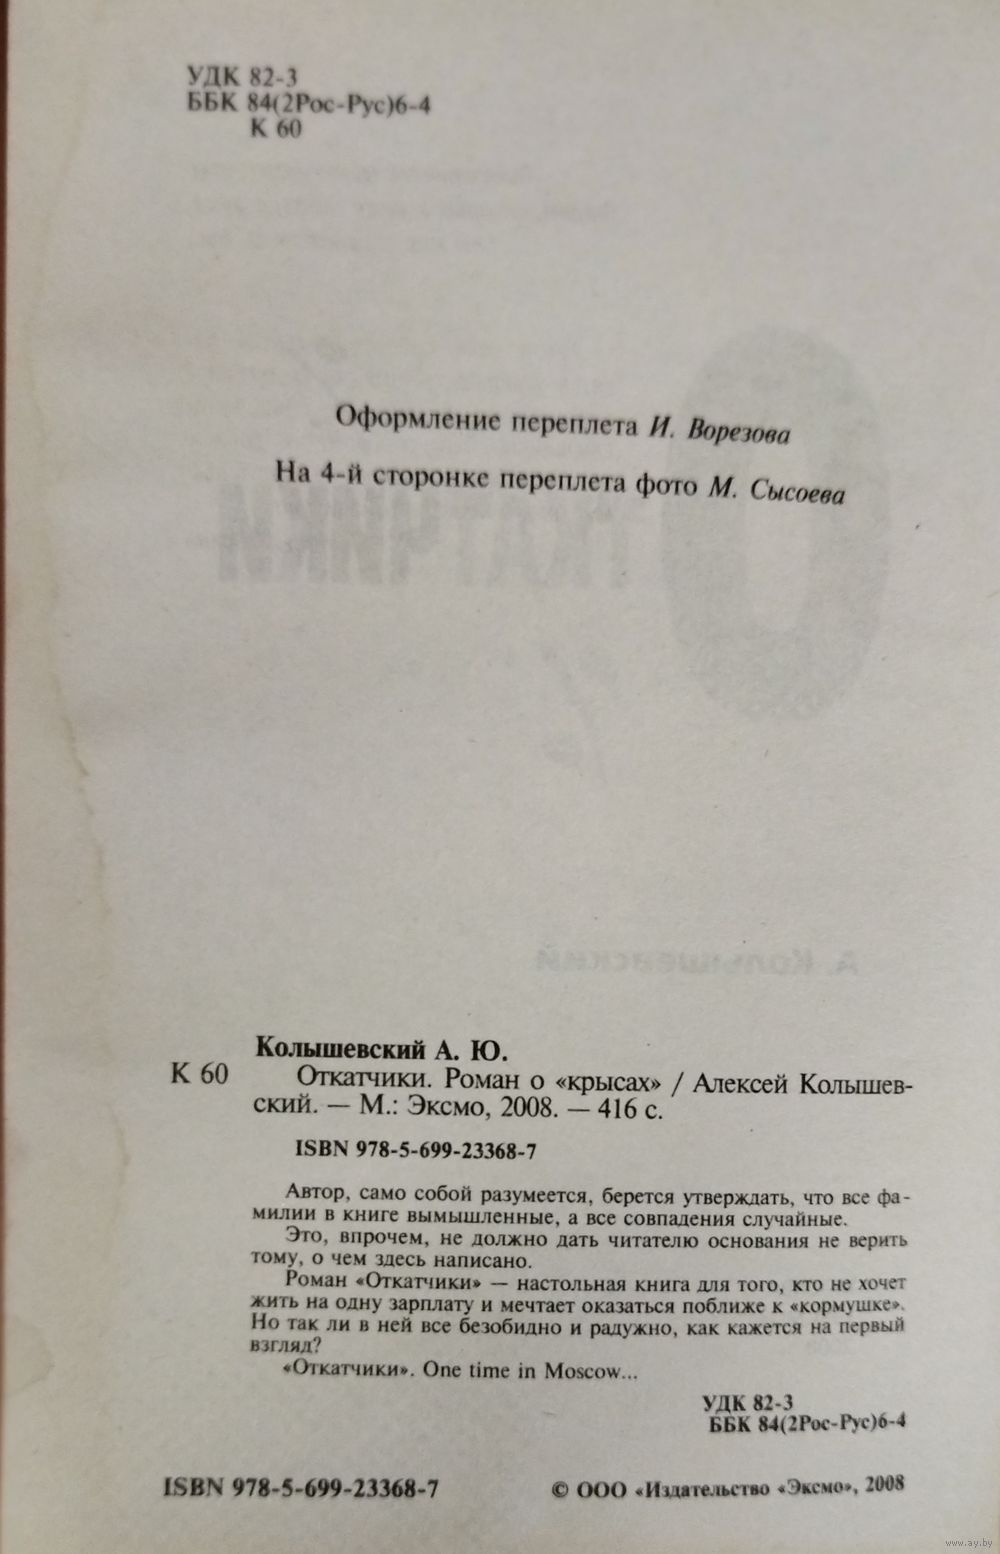 УДК 82-3
ББК 84(2Рос-Рус)6-4
К 60
Оформление переплета И. Ворезова
На 4-й сторонке переплета фото М. Сысоева
Колышевский А. Ю.
К 60 Откатчики. Роман о «крысах» / Алексей Колышев-
ский. — М.: Эксмо, 2008. — 416 с.
ISBN 978-5-699-23368-7
Автор, само собой разумеется, берется утверждать, что все фа-
милии в книге вымышленные, а все совпадения случайные.
Это, впрочем, не должно дать читателю основания не верить
тому, о чем здесь написано.
Роман «Откатчики» — настольная книга для того, кто не хочет
жить на одну зарплату и мечтает оказаться поближе к «кормушке».
Но так ли в ней все безобидно и радужно, как кажется на первый
взгляд?
«Откатчики». One time in Moscow...
УДК 82-3
ББК 84(2Рос-Рус)6-4
ISBN 978-5-699-23368-7 © ООО «Издательство «Эксмо», 2008
www.ay.by